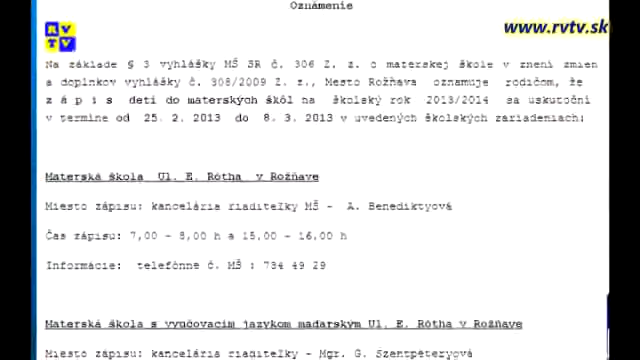 Oznámenie
RV
TV
www.rvtv.sk
Na základe § 3 vyhlášky MŠ SR č. 306 Z. z. o materskej škole v znení zmien
a doplnkov vyhlášky č. 308/2009 Z. z., Mesto Rožňava oznamuje rodičom, že
z á p i s detí do materských škôl na školský rok 2013/2014 sa uskutoční
v termíne od 25. 2. 2013 do 8. 3. 2013 v uvedených školských zariadeniach:
Materská škola Ul. E. Rótha v Rožňave
Miesto zápisu: kancelária riaditeľky MŠ - A. Benediktyová
Čas zápisu: 7,00 - 8,00 h a 15,00 - 16,00 h
Informácie: telefónne č. MŠ : 734 49 29
Materská škola s vyučovacím jazykom maďarským Ul. E. Rótha v Rožňave
Miesto zápisu: kancelária riaditeľky - Mgr. G. Szentpéteryová